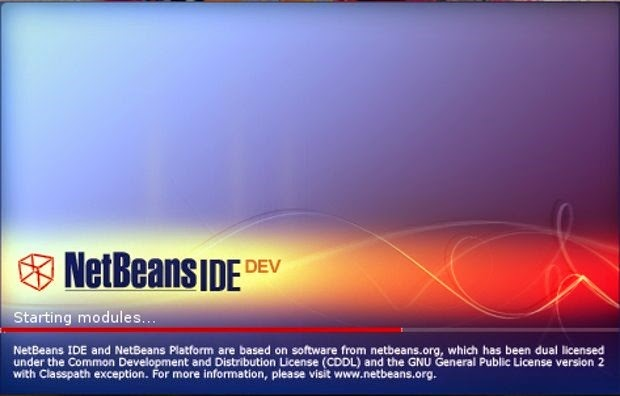 NetBeans IDE DEV
Starting modules...
NetBeans IDE and NetBeans Platform are based on software from netbeans.org, which has been dual licensed
under the Common Development and Distribution License (CDDL) and the GNU General Public License version 2
with Classpath exception. For more information, please visit www.netbeans.org.